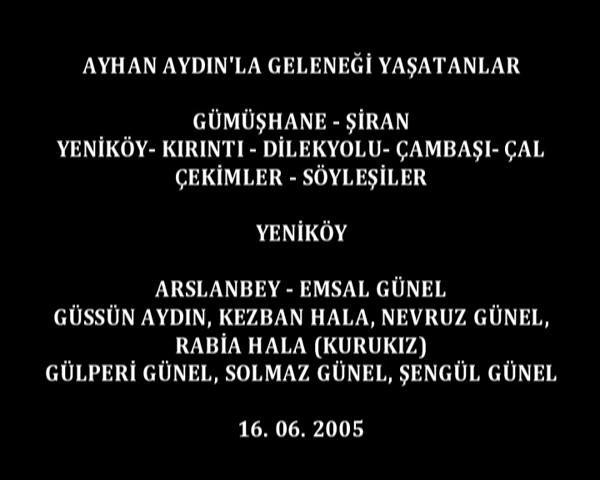 AYHAN AYDIN'LA GELENEĞİ YAŞATANLAR
GÜMÜŞHANE - ŞİRAN
YENİKÖY- KIRINTI - DİLEKYOLU- ÇAMBAŞI- ÇAL
ÇEKİMLER - SÖYLEŞİLER
YENİKÖY
ARSLANBEY - EMSAL GÜNEL
GÜSSÜN AYDIN, KEZBAN HALA, NEVRUZ GÜNEL,
RABİA HALA (KURUKIZ)
GÜLPERİ GÜNEL, SOLMAZ GÜNEL, ŞENGÜL GÜNEL
16. 06. 2005